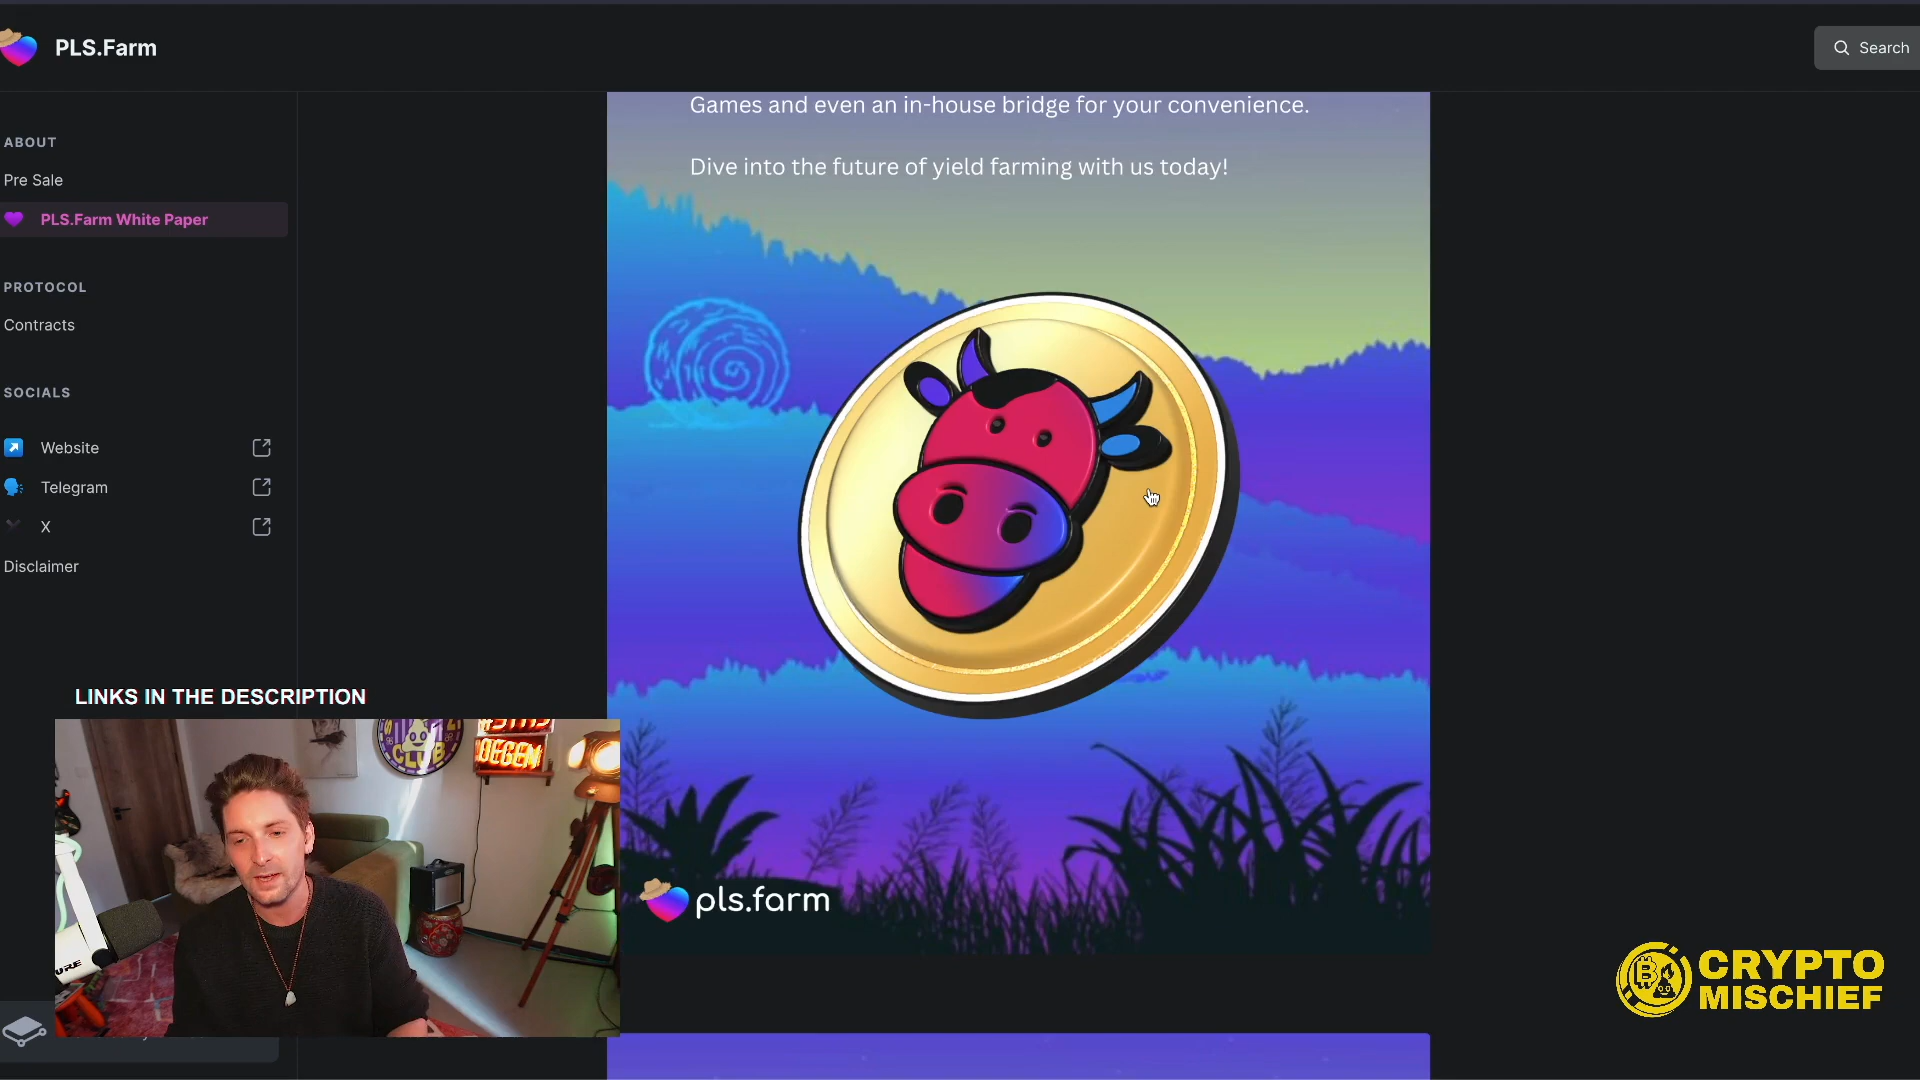 PLS.Farm
Search
ABOUT
Pre Sale
PLS.Farm White Paper
PROTOCOL
Contracts
SOCIALS
Website
Telegram
X
Disclaimer
Games and even an in-house bridge for your convenience.
Dive into the future of yield farming with us today!
pls.farm
LINKS IN THE DESCRIPTION
CLUB
DEGEN
CRYPTO
MISCHIEF